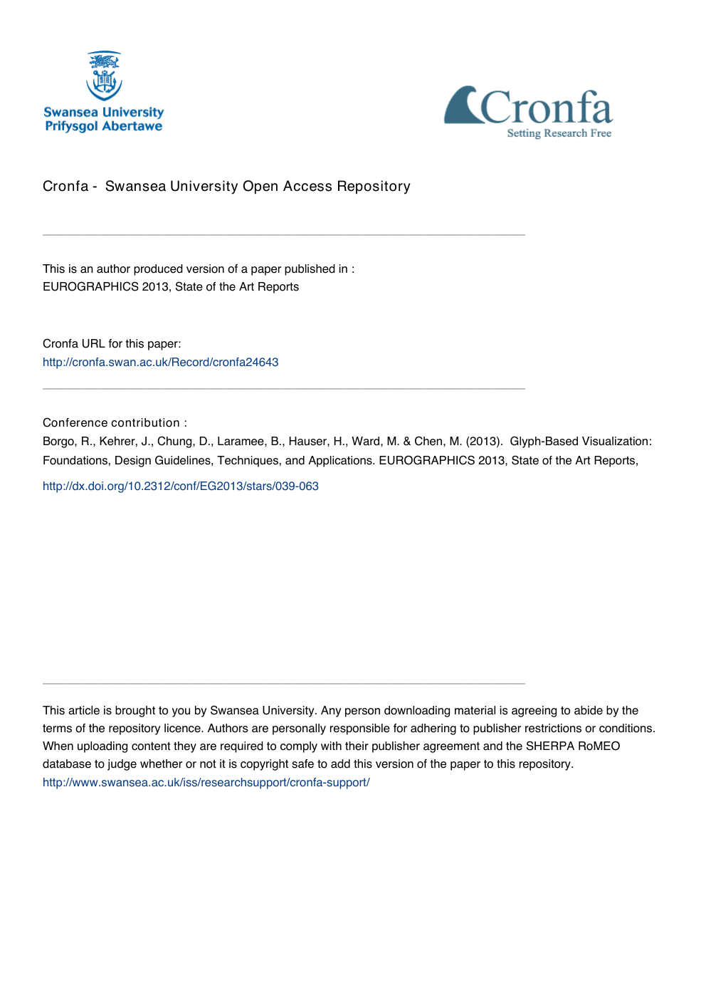 Swansea University
Prifysgol Abertawe
Cronfa
Setting Research Free
Cronfa - Swansea University Open Access Repository
This is an author produced version of a paper published in :
EUROGRAPHICS 2013, State of the Art Reports
Cronfa URL for this paper:
http://cronfa.swan.ac.uk/Record/cronfa24643
Conference contribution :
Borgo, R., Kehrer, J., Chung, D., Laramee, B., Hauser, H., Ward, M. & Chen, M. (2013). Glyph-Based Visualization:
Foundations, Design Guidelines, Techniques, and Applications. EUROGRAPHICS 2013, State of the Art Reports,
http://dx.doi.org/10.2312/conf/EG2013/stars/039-063
This article is brought to you by Swansea University. Any person downloading material is agreeing to abide by the
terms of the repository licence. Authors are personally responsible for adhering to publisher restrictions or conditions.
When uploading content they are required to comply with their publisher agreement and the SHERPA RoMEO
database to judge whether or not it is copyright safe to add this version of the paper to this repository.
http://www.swansea.ac.uk/iss/researchsupport/cronfa-support/